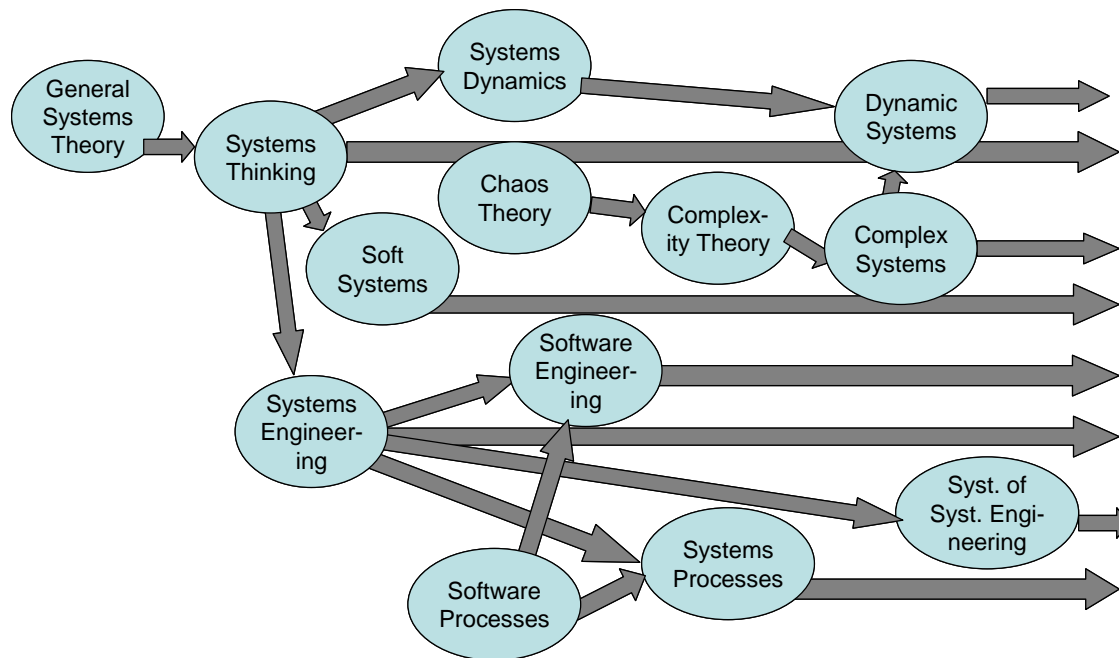 General
Systems
Theory
Systems
Thinking
Systems
Dynamics
Dynamic
Systems
Chaos
Theory
Complex-
ity Theory
Complex
Systems
Soft
Systems
Software
Engineer-
ing
Systems
Engineer-
ing
Syst. of
Syst. Engi-
neering
Systems
Processes
Software
Processes